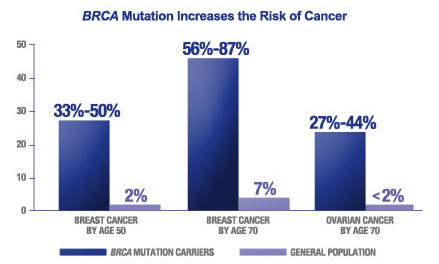 BRCA Mutation Increases the Risk of Cancer
50
40
30
20
10
0
33%-50%
2%
56%-87%
7%
27%-44%
<2%
BREAST CANCER
BY AGE 50
BREAST CANCER
BY AGE 70
OVARIAN CANCER
BY AGE 70
BRCA MUTATION CARRIERS
GENERAL POPULATION